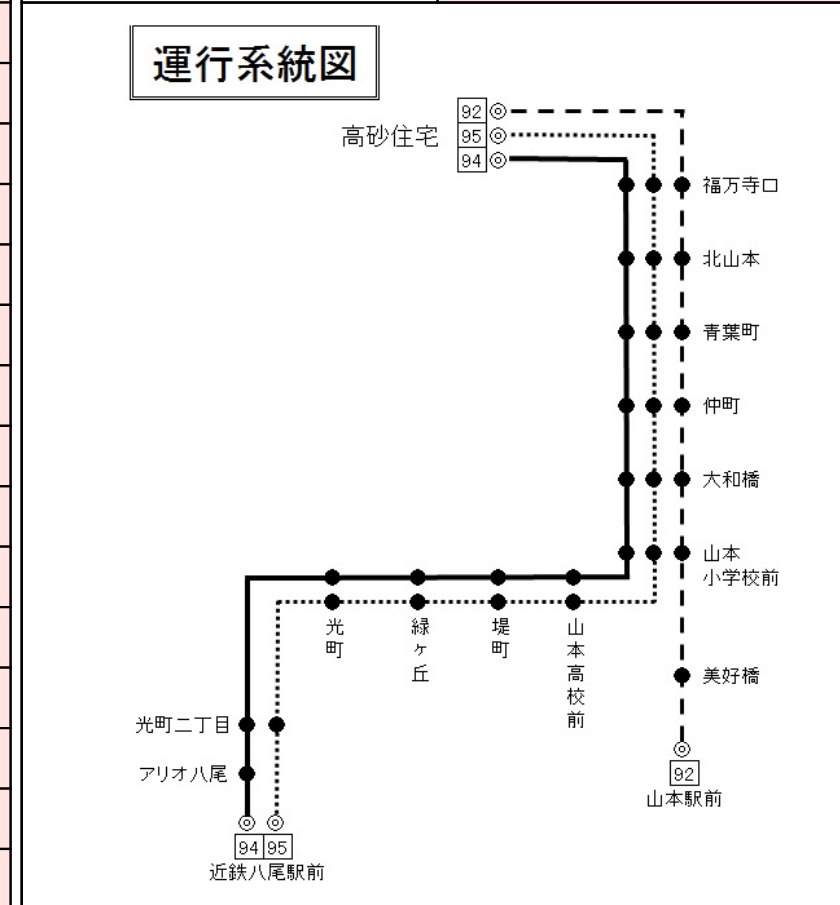 運行系統図
92
高砂住宅
95
94
福万寺口
北山本
青葉町
仲町
大和橋
山本
小学校前
光町
緑ヶ丘
堤町
山本高校前
美好橋
光町二丁目
アリオ八尾
92
山本駅前
94 95
近鉄八尾駅前